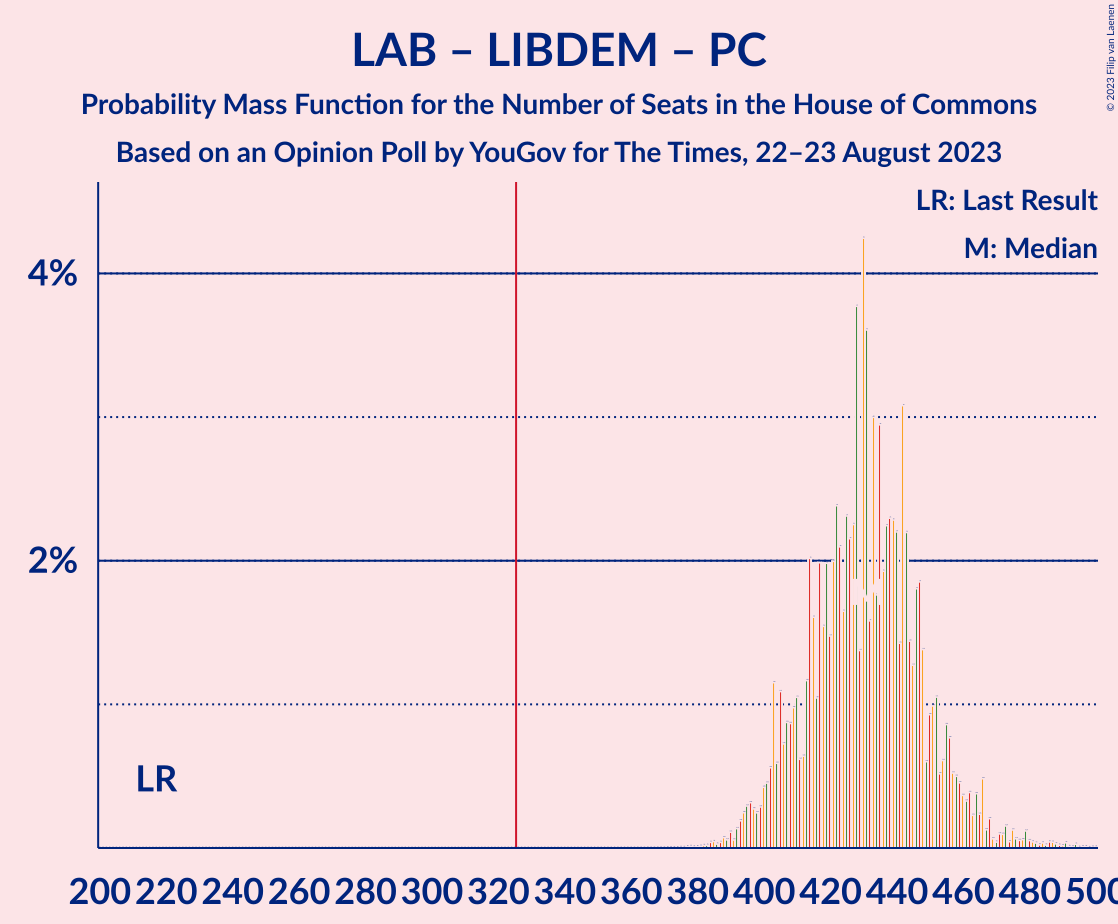 LAB – LIBDEM – PC
Probability Mass Function for the Number of Seats in the House of Commons
Based on an Opinion Poll by YouGov for The Times, 22–23 August 2023
© 2023 Filip van Laenen
LR: Last Result
M: Median
4%
2%
LR
200 220 240 260 280 300 320 340 360 380 400 420 440 460 480 500